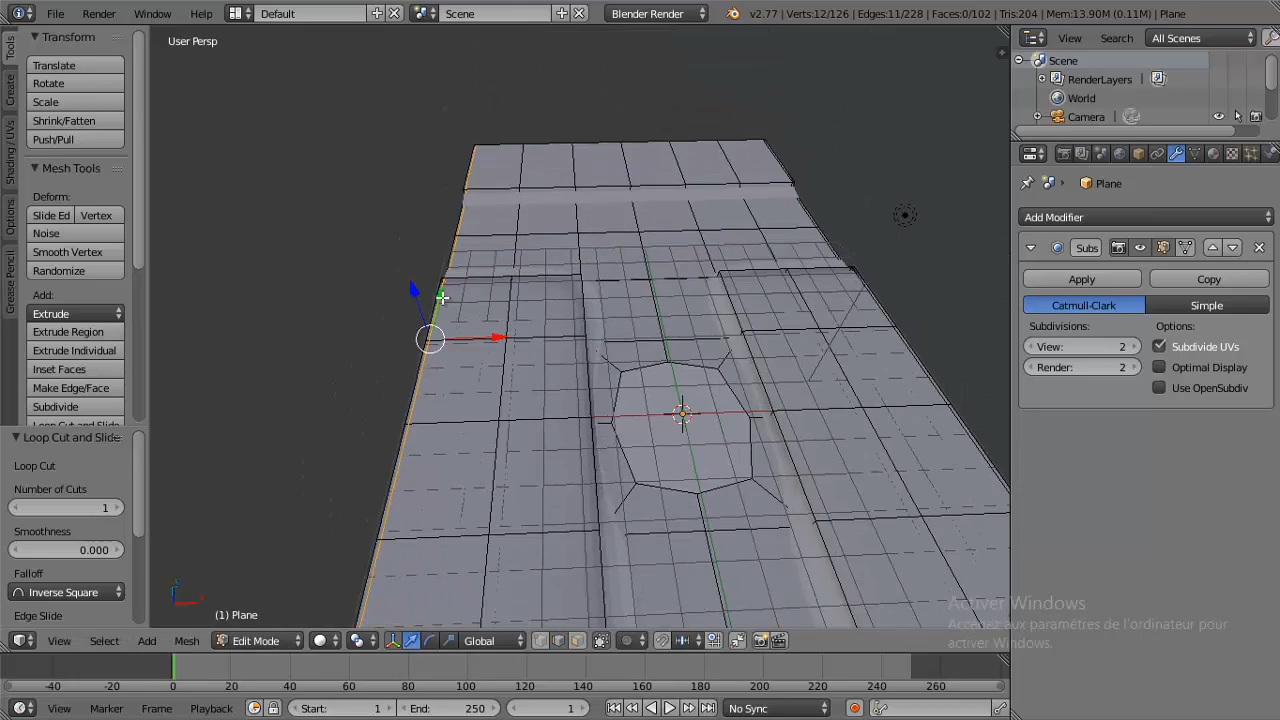 File Render Window Help Default Scene Blender Render v2.77 | Verts:12/126 | Edges:11/228 | Faces:0/102 | Tris:204 | Mem:13.90M (0.11M) | Plane
Tools
Create
Shading / UVs
Options
Grease Pencil
Transform
Translate
Rotate
Scale
Shrink/Fatten
Push/Pull
Mesh Tools
Deform:
Slide Ed Vertex
Noise
Smooth Vertex
Randomize
Add:
Extrude
Extrude Region
Extrude Individual
Inset Faces
Make Edge/Face
Subdivide
Loop Cut and Slide
Loop Cut and Slide
Number of Cuts
1
Smoothness
0.000
Falloff
Inverse Square
Edge Slide
User Persp
(1) Plane
View Search All Scenes
Scene
RenderLayers
World
Camera
Plane
Add Modifier
Subs
Apply Copy
Catmull-Clark Simple
Subdivisions: Options:
View: 2 Subdivide UVs
Render: 2 Optimal Display
Use OpenSubdiv
Activer Windows
Accédez aux paramètres de l'ordinateur pour
activer Windows.
View Select Add Mesh Edit Mode Global
-40 -20 0 20 40 60 80 100 120 140 160 180 200 220 240 260
View Marker Frame Playback Start: 1 End: 250 1 No Sync